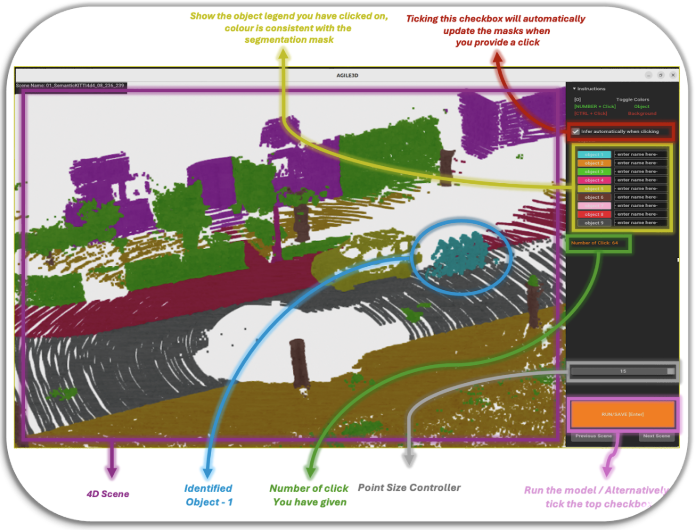 Show the object legend you have clicked on,
colour is consistent with the
segmentation mask
Ticking this checkbox will automatically
update the masks when
you provide a click
AGILE3D
Scene Name: 01_SemanticKITTI4d4_08_226_229
Instructions
[O] Toggle Colors
[NUMBER + Click] Object
[CTRL + Click] Background
Infer automatically when clicking
object 1 - enter name here-
object 2 - enter name here-
object 3 - enter name here-
object 4 - enter name here-
object 5 - enter name here-
object 6 - enter name here-
- enter name here-
object 8 - enter name here-
object 9 - enter name here-
Number of Click: 64
15
RUN/SAVE [Enter]
Previous Scene Next Scene
4D Scene
Identified
Object - 1
Number of click
You have given
Point Size Controller
Run the model / Alternatively
tick the top checkbo